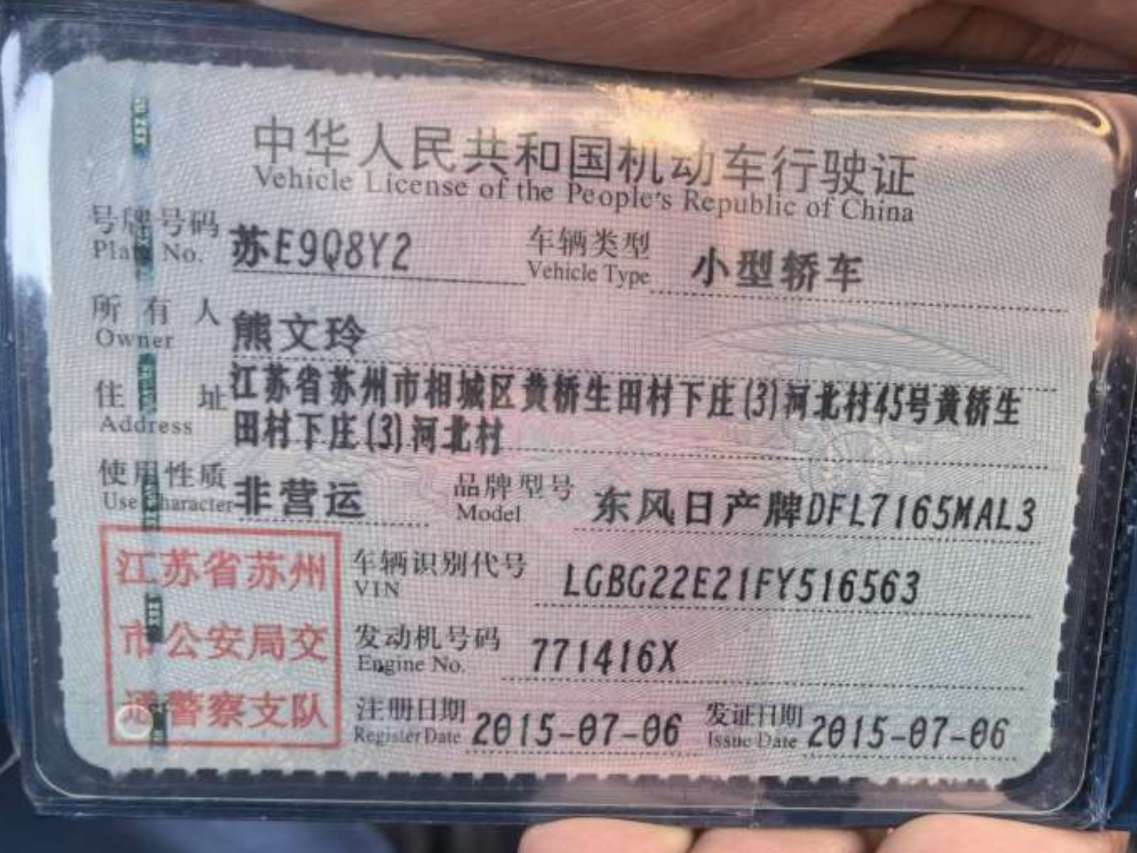 中华人民共和国机动车行驶证
Vehicle License of the People's Republic of China
号牌号码 苏E9Q8Y2 车辆类型 小型轿车
Plate No. Vehicle Type
所有人 熊文玲
Owner
住址 江苏省苏州市相城区黄桥生田村下庄(3)河北村45号黄桥生
Address 田村下庄(3)河北村
使用性质 非营运 品牌型号 东风日产牌DFL7165MAL3
Use Character Model
江苏省苏州 车辆识别代号 LGBG22E21FY516563
VIN
市公安局交 发动机号码 771416X
Engine No.
通警察支队 注册日期 2015-07-06 发证日期 2015-07-06
Register Date Issue Date